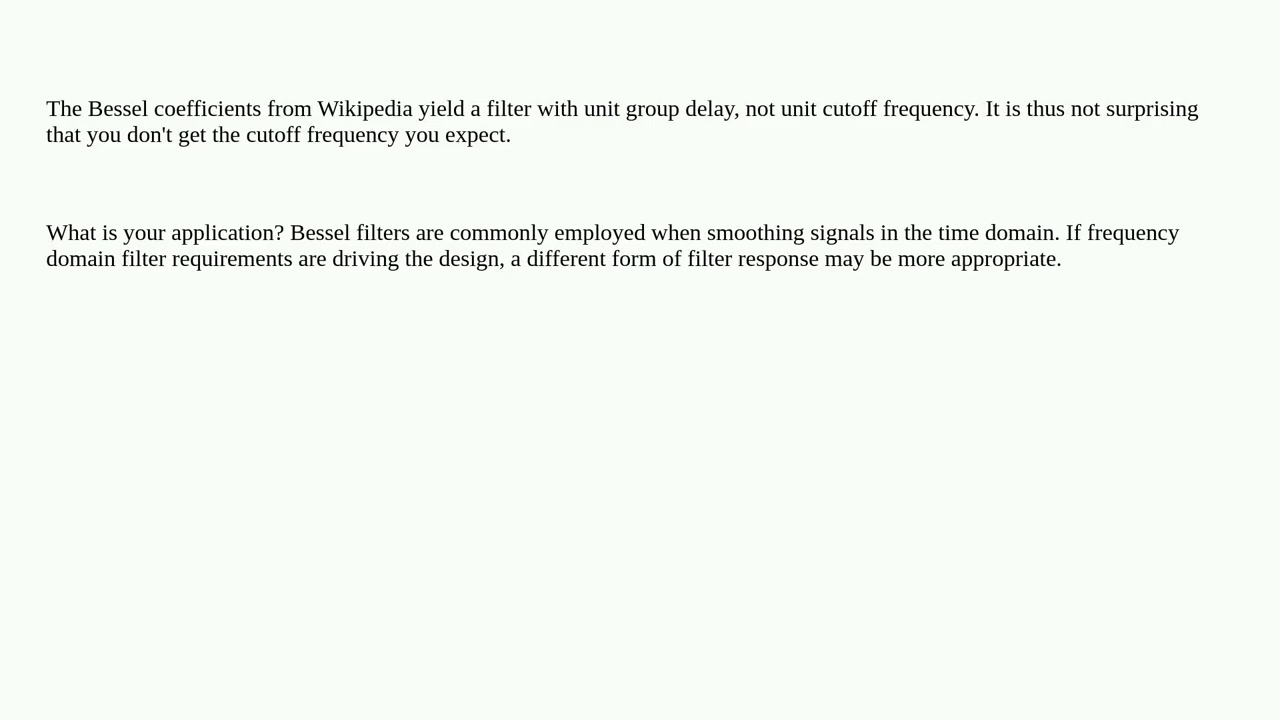 The Bessel coefficients from Wikipedia yield a filter with unit group delay, not unit cutoff frequency. It is thus not surprising
that you don't get the cutoff frequency you expect.
What is your application? Bessel filters are commonly employed when smoothing signals in the time domain. If frequency
domain filter requirements are driving the design, a different form of filter response may be more appropriate.